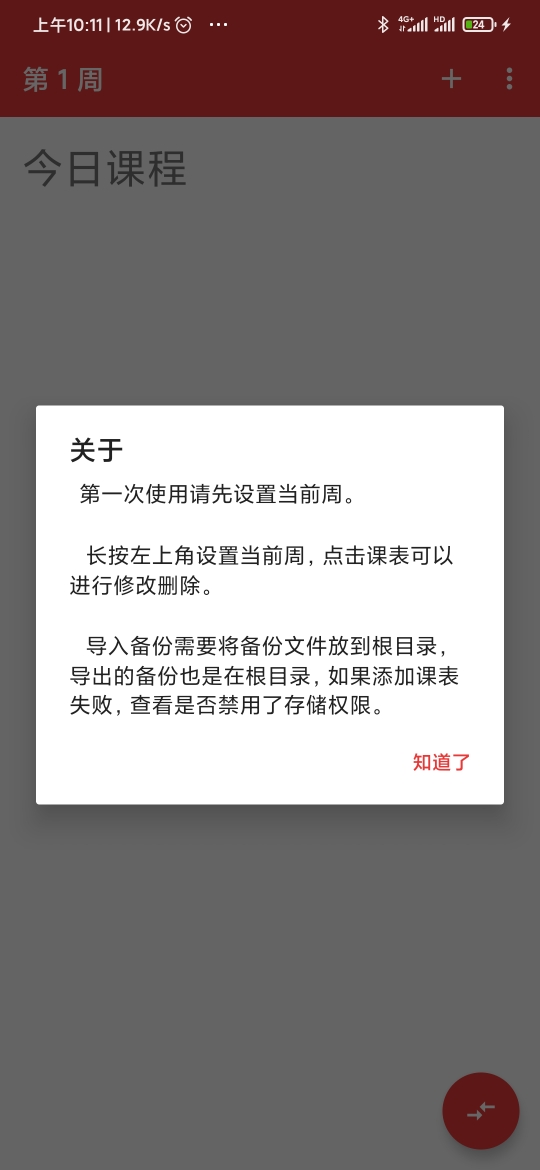 上午10:11 | 12.9K/s ...
4G+ HD 24
第 1 周
今日课程
关于
第一次使用请先设置当前周。
长按左上角设置当前周，点击课表可以
进行修改删除。
导入备份需要将备份文件放到根目录，
导出的备份也是在根目录，如果添加课表
失败，查看是否禁用了存储权限。
知道了